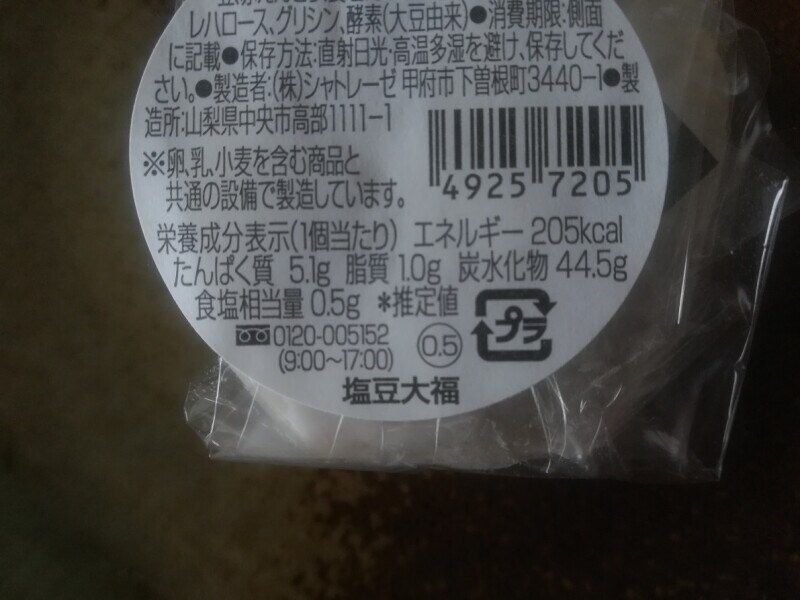 レハロース、グリシン、酵素(大豆由来)●消費期限:側面
に記載●保存方法:直射日光・高温多湿を避け、保存してくだ
さい。●製造者:(株)シャトレーゼ 甲府市下曽根町3440-1●製
造所:山梨県中央市高部1111-1
※卵、乳、小麦を含む商品と
共通の設備で製造しています。
4925 7205
栄養成分表示(1個当たり) エネルギー 205kcal
たんぱく質 5.1g 脂質 1.0g 炭水化物 44.5g
食塩相当量 0.5g *推定値
プラ
0120-005152
(9:00〜17:00)
0.5
塩豆大福